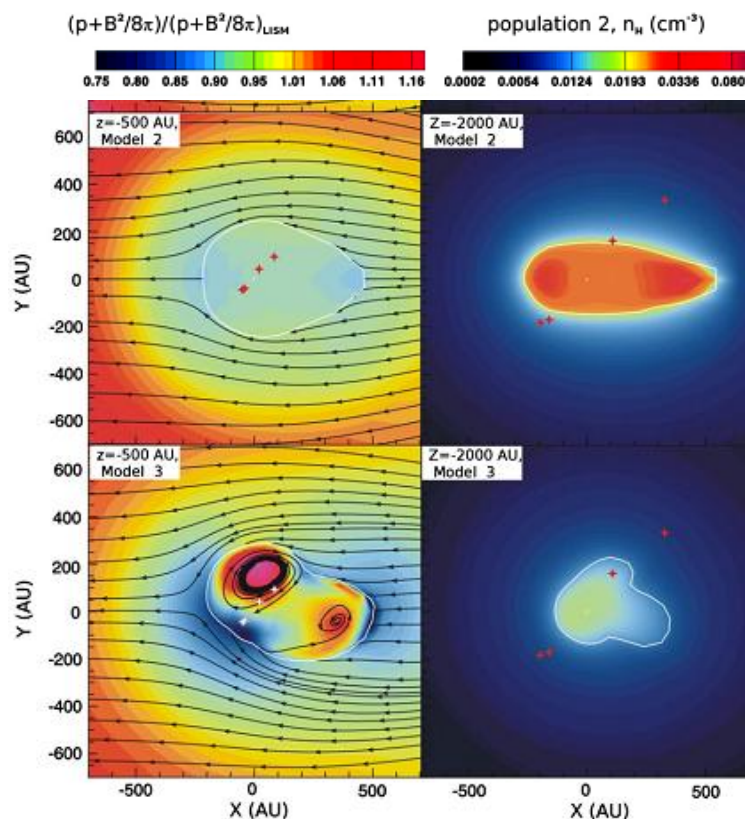 (p+B²/8π)/(p+B²/8π)LISM
population 2, nH (cm⁻³)
0.75 0.85 0.90 0.95 0.98 1.01 1.06 1.11 1.16
0.0002 0.0054 0.0124 0.0193 0.0336 0.080
z=-500 AU,
Model 2
Z=-2000 AU,
Model 2
600
400
200
0
-200
-400
-600
Y (AU)
z=-500 AU,
Model 3
Z=-2000 AU,
Model 3
600
400
200
0
-200
-400
-600
Y (AU)
-500 0 500
X (AU)
-500 0 500
X (AU)